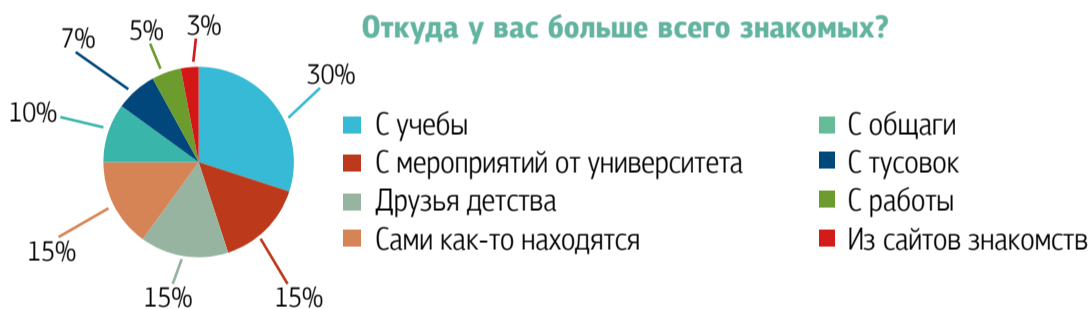 Откуда у вас больше всего знакомых?
3%
5%
7%
10%
30%
15%
15%
15%
С учебы
С мероприятий от университета
Друзья детства
Сами как-то находятся
С общаги
С тусовок
С работы
Из сайтов знакомств